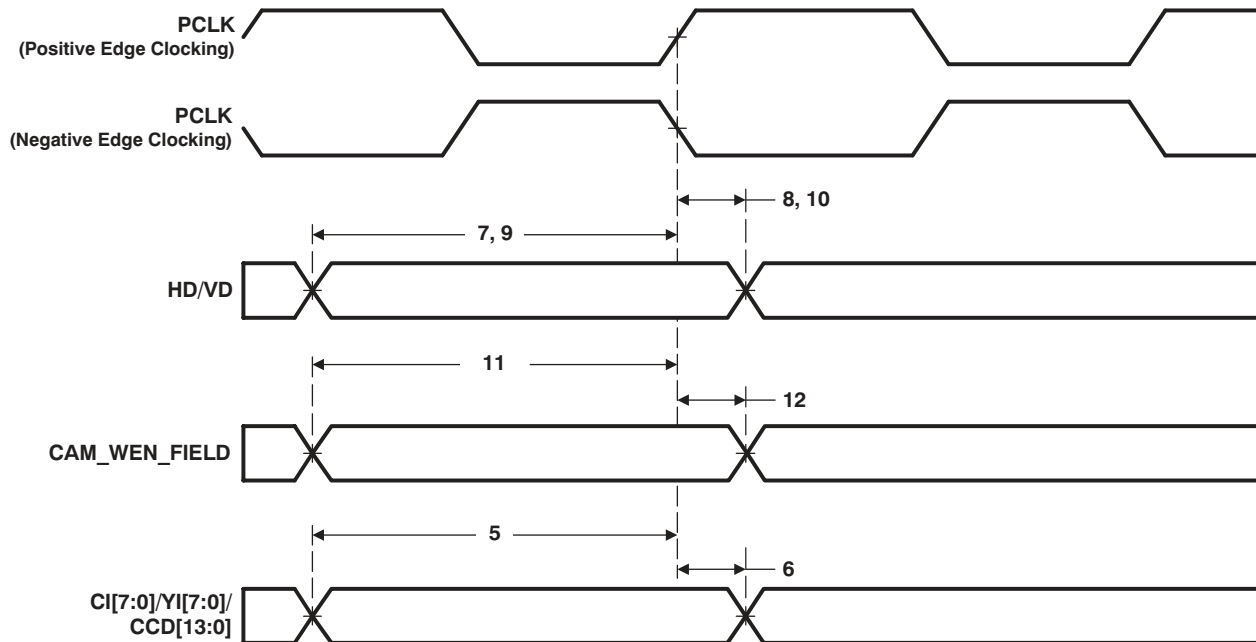 PCLK
(Positive Edge Clocking)
PCLK
(Negative Edge Clocking)
8, 10
7, 9
HD/VD
11
12
CAM_WEN_FIELD
5
6
CI[7:0]/YI[7:0]/
CCD[13:0]